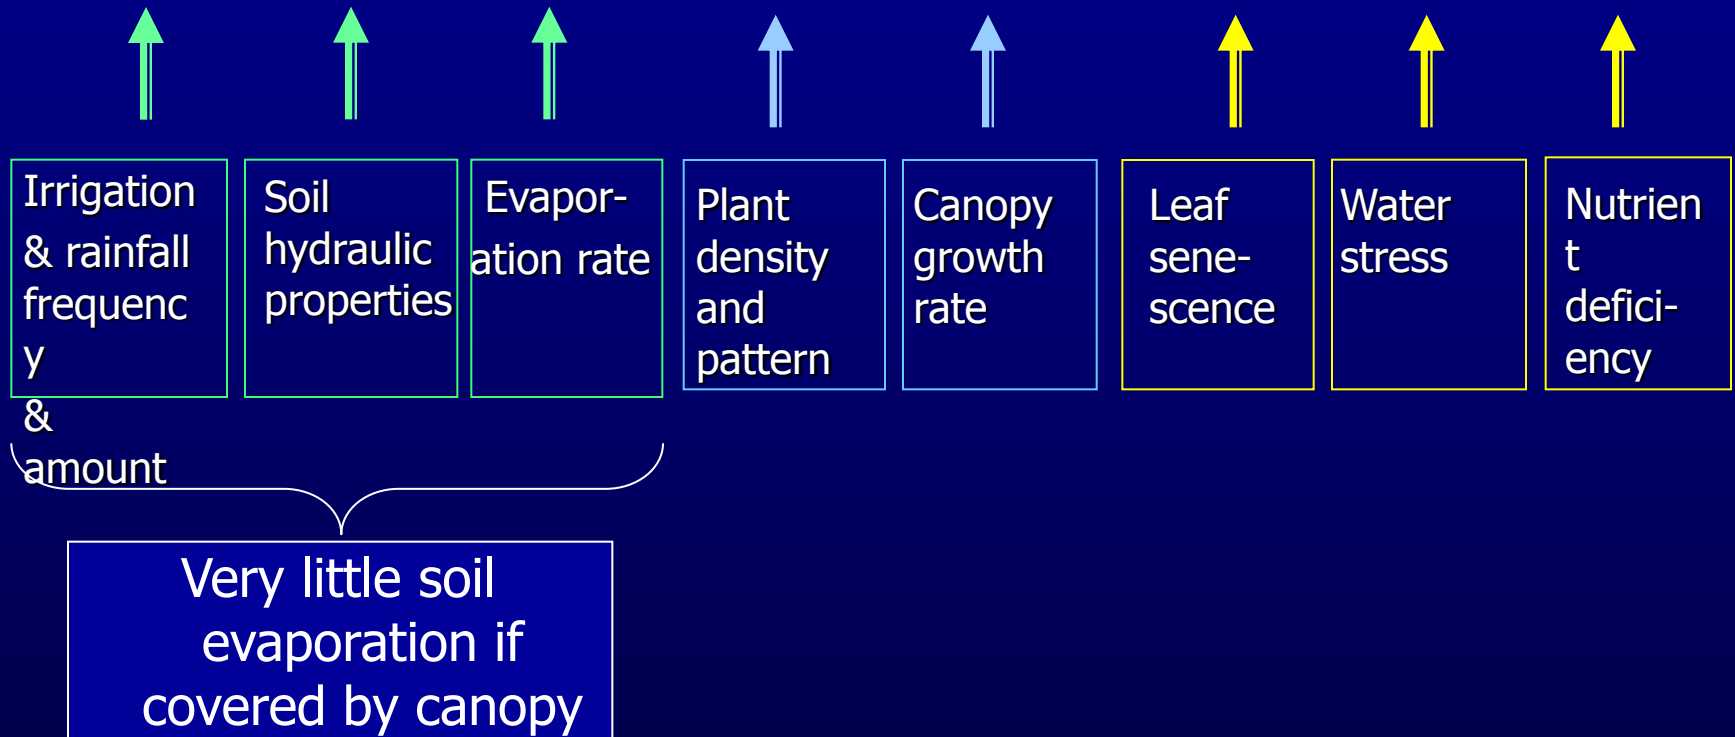 Irrigation
& rainfall
frequenc
y
&
amount
Soil
hydraulic
properties
Evapor-
ation rate
Plant
density
and
pattern
Canopy
growth
rate
Leaf
sene-
scence
Water
stress
Nutrien
t
defici-
ency
Very little soil
evaporation if
covered by canopy